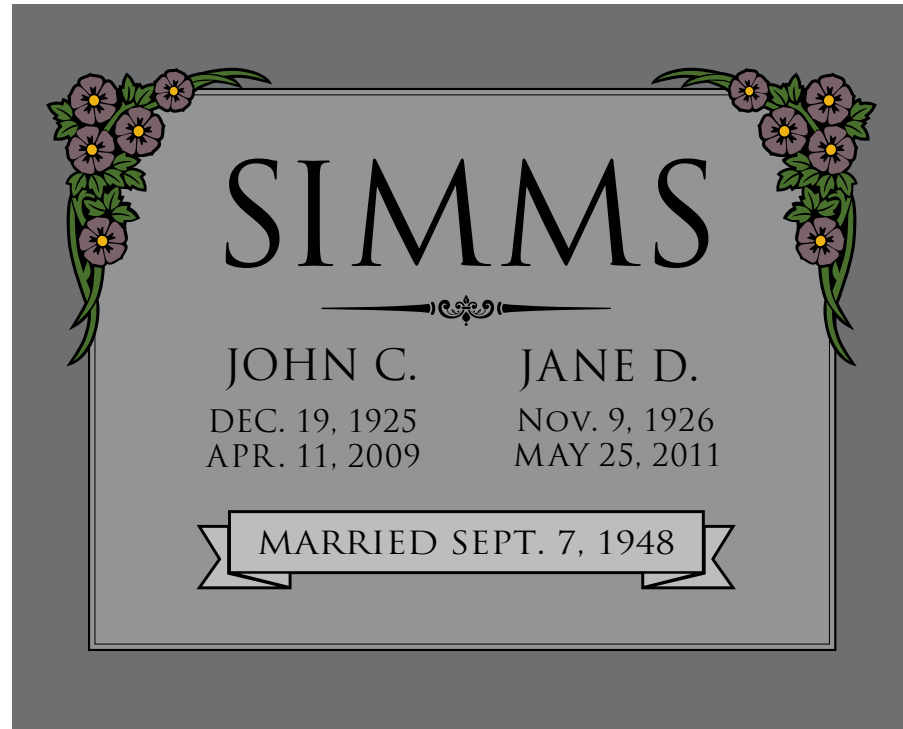 SIMMS
JOHN C. JANE D.
DEC. 19, 1925 Nov. 9, 1926
APR. 11, 2009 MAY 25, 2011
MARRIED SEPT. 7, 1948